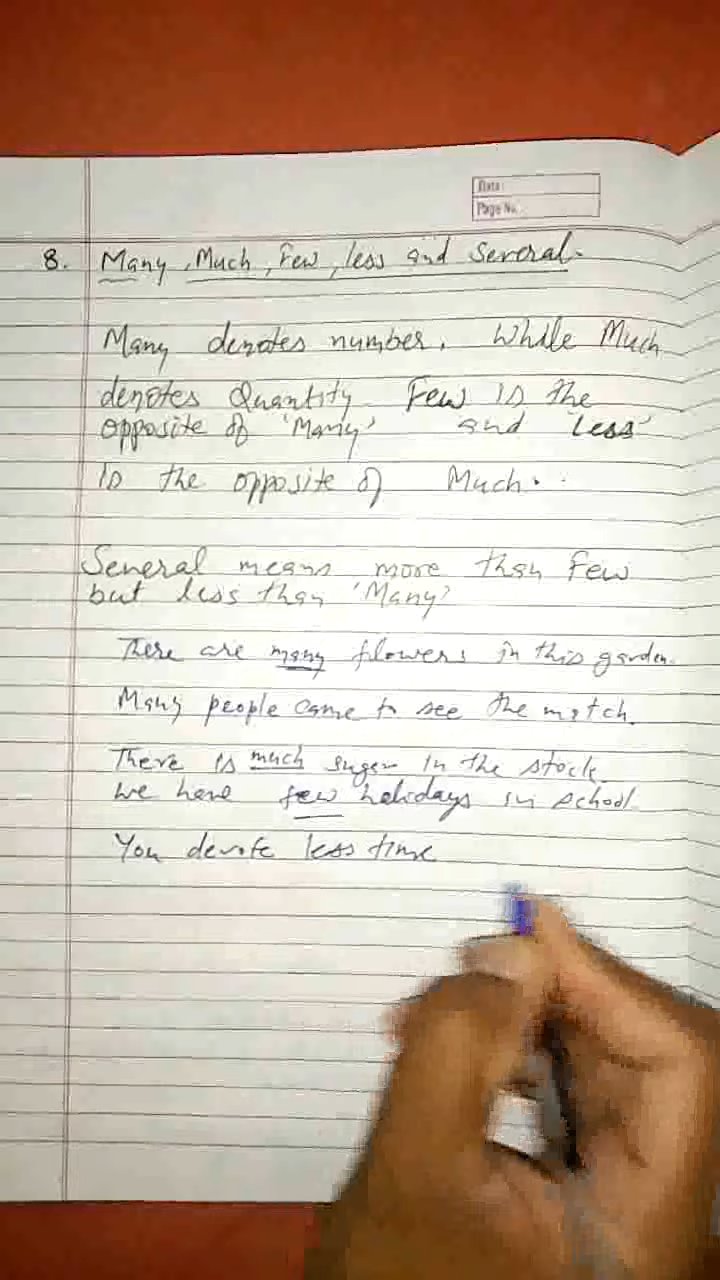 Date:
Page No.
8. Many, Much, Few, less and Several.
Many denotes number. While Much
denotes Quantity Few is the
opposite of 'Many' and 'Less'
is the opposite of Much.
Several means more than Few
but less than 'Many'
There are many flowers in this garden.
Many people came to see the match.
There is much suger in the stock.
We have few holidays in school
You devote less time